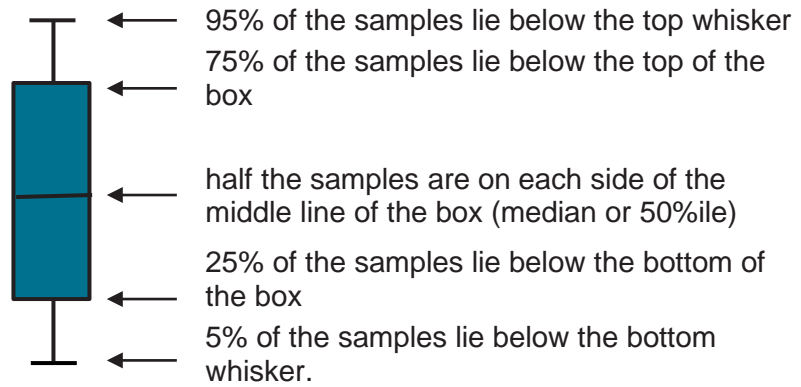 95% of the samples lie below the top whisker
75% of the samples lie below the top of the
box
half the samples are on each side of the
middle line of the box (median or 50%ile)
25% of the samples lie below the bottom of
the box
5% of the samples lie below the bottom
whisker.